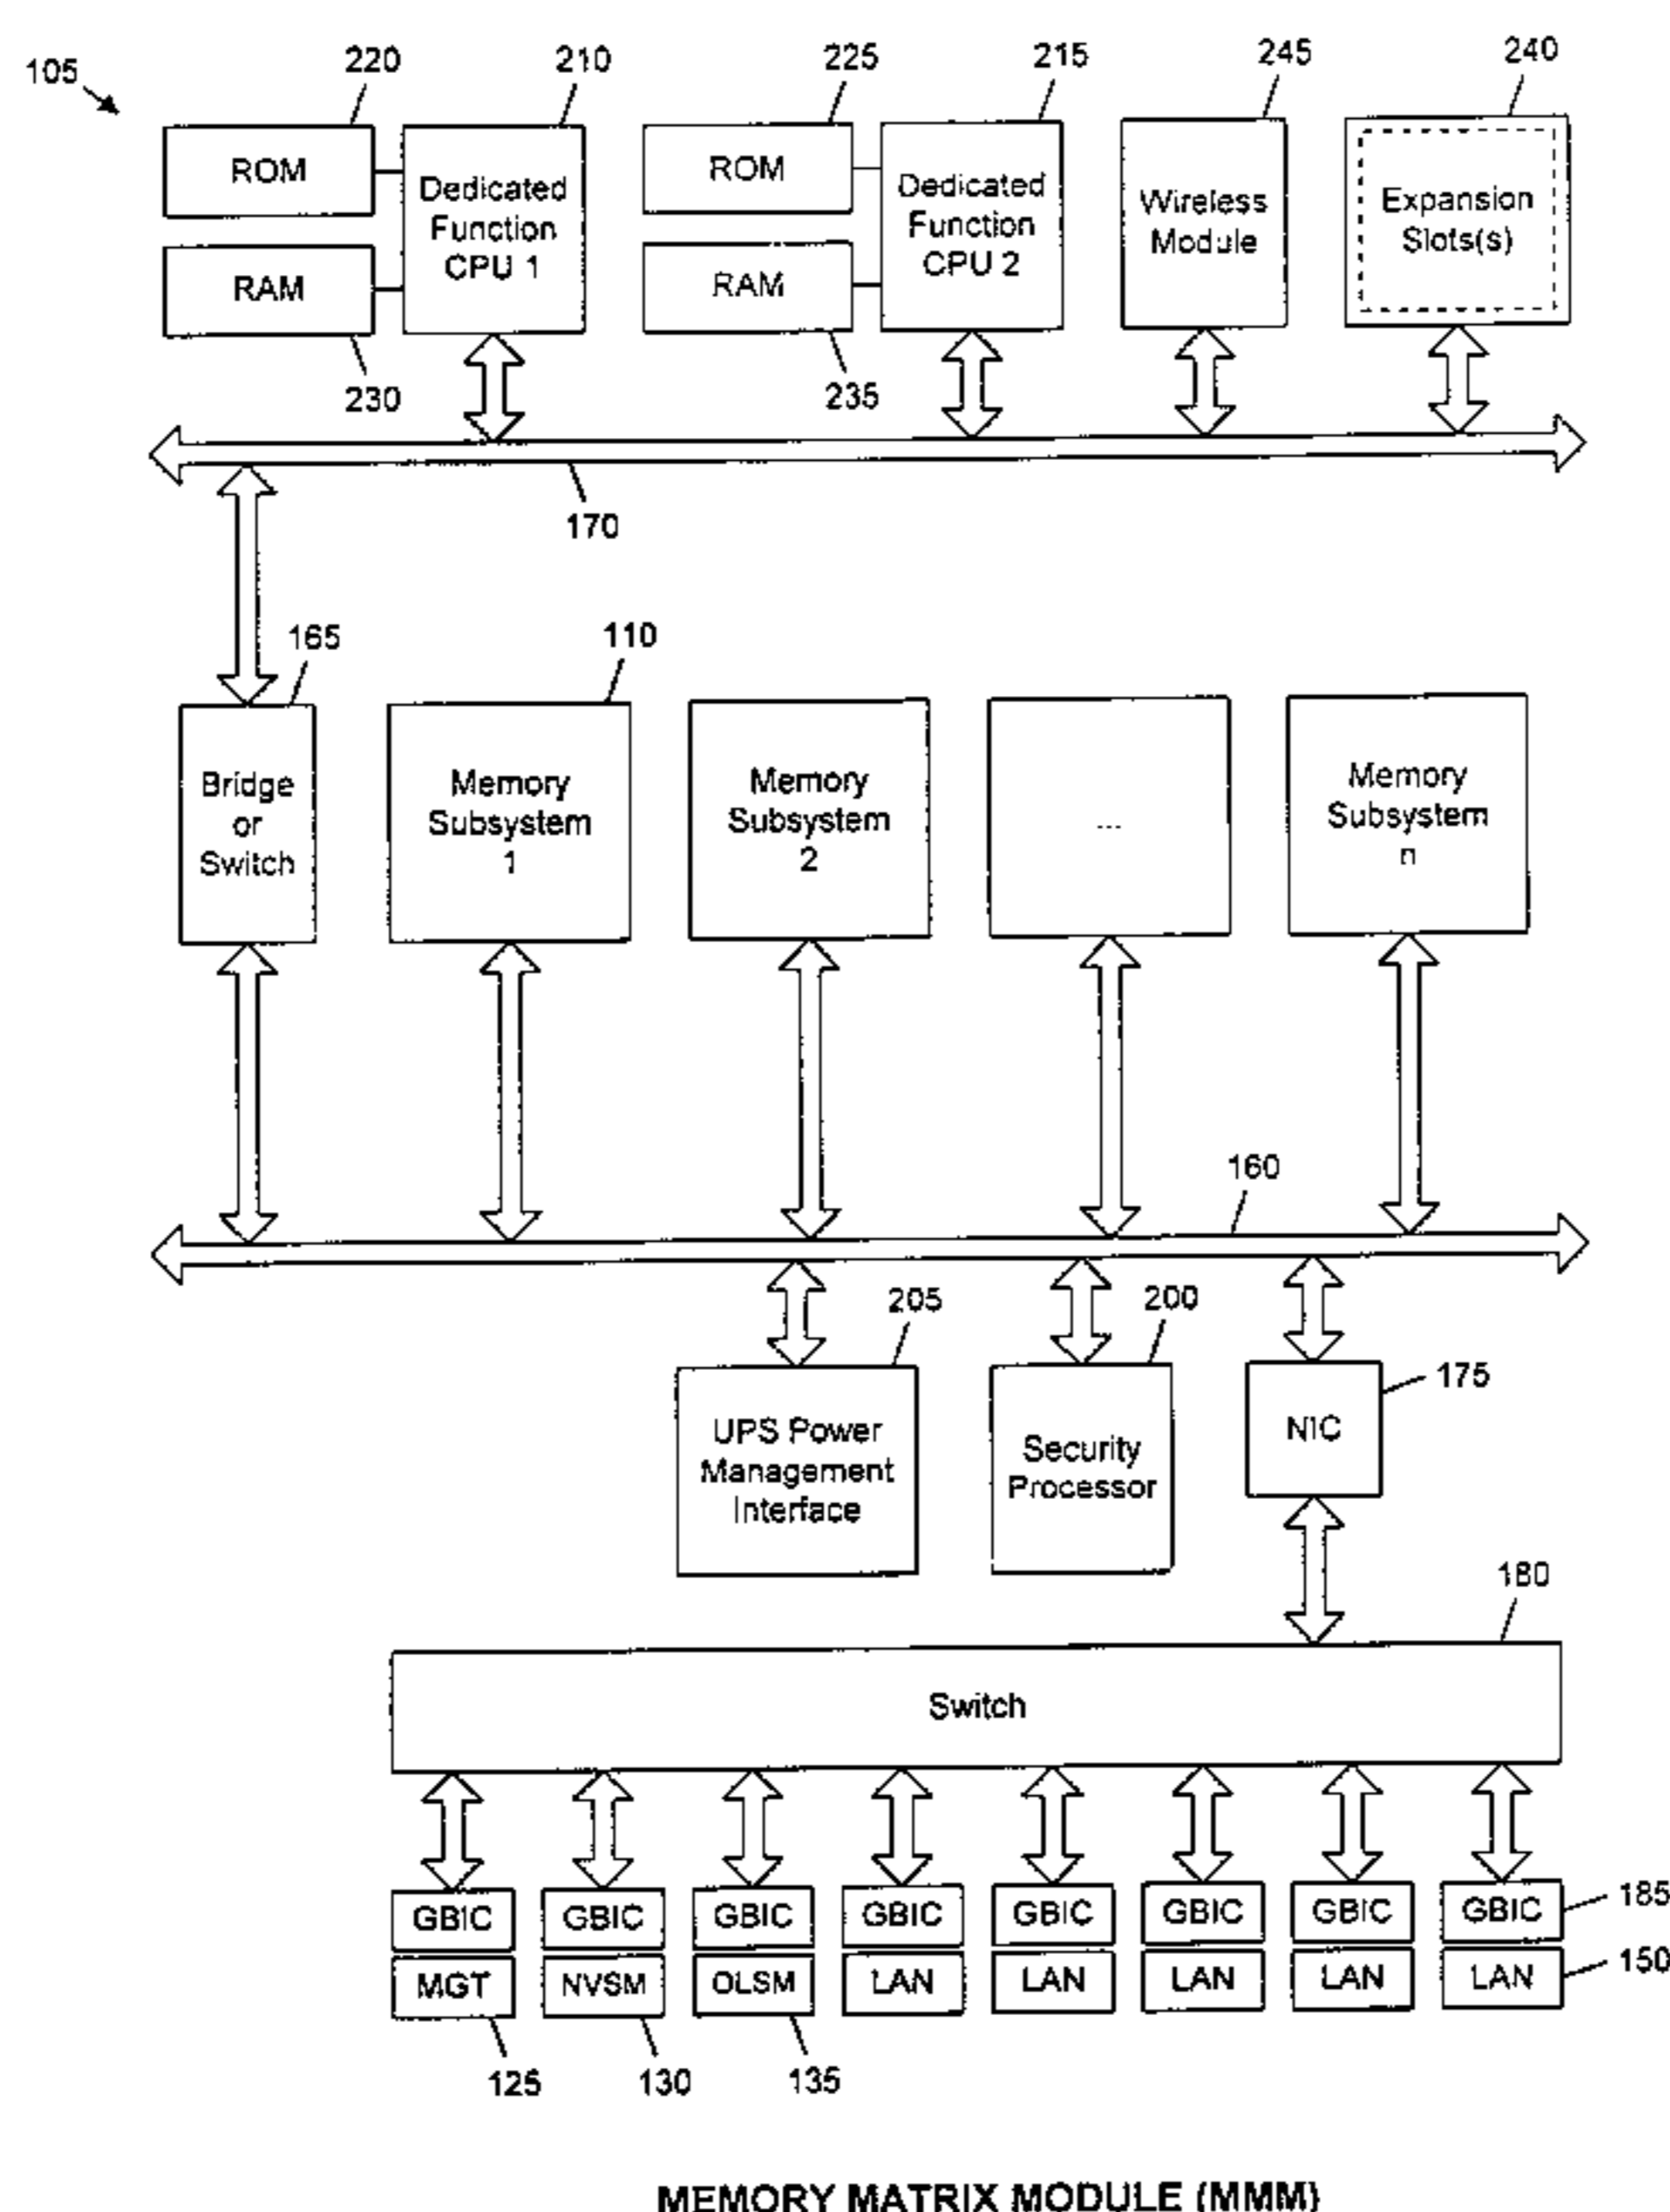 105
220
210
225
215
245
240
ROM
Dedicated
Function
CPU 1
RAM
ROM
Dedicated
Function
CPU 2
RAM
Wireless
Module
Expansion
Slots(s)
230
235
170
165
110
Bridge
or
Switch
Memory
Subsystem
1
Memory
Subsystem
2
...
Memory
Subsystem
n
160
205
200
175
UPS Power
Management
Interface
Security
Processor
NIC
180
Switch
GBIC GBIC GBIC GBIC GBIC GBIC GBIC GBIC 185
MGT NVSM OLSM LAN LAN LAN LAN LAN 150
125 130 135
MEMORY MATRIX MODULE (MMM)